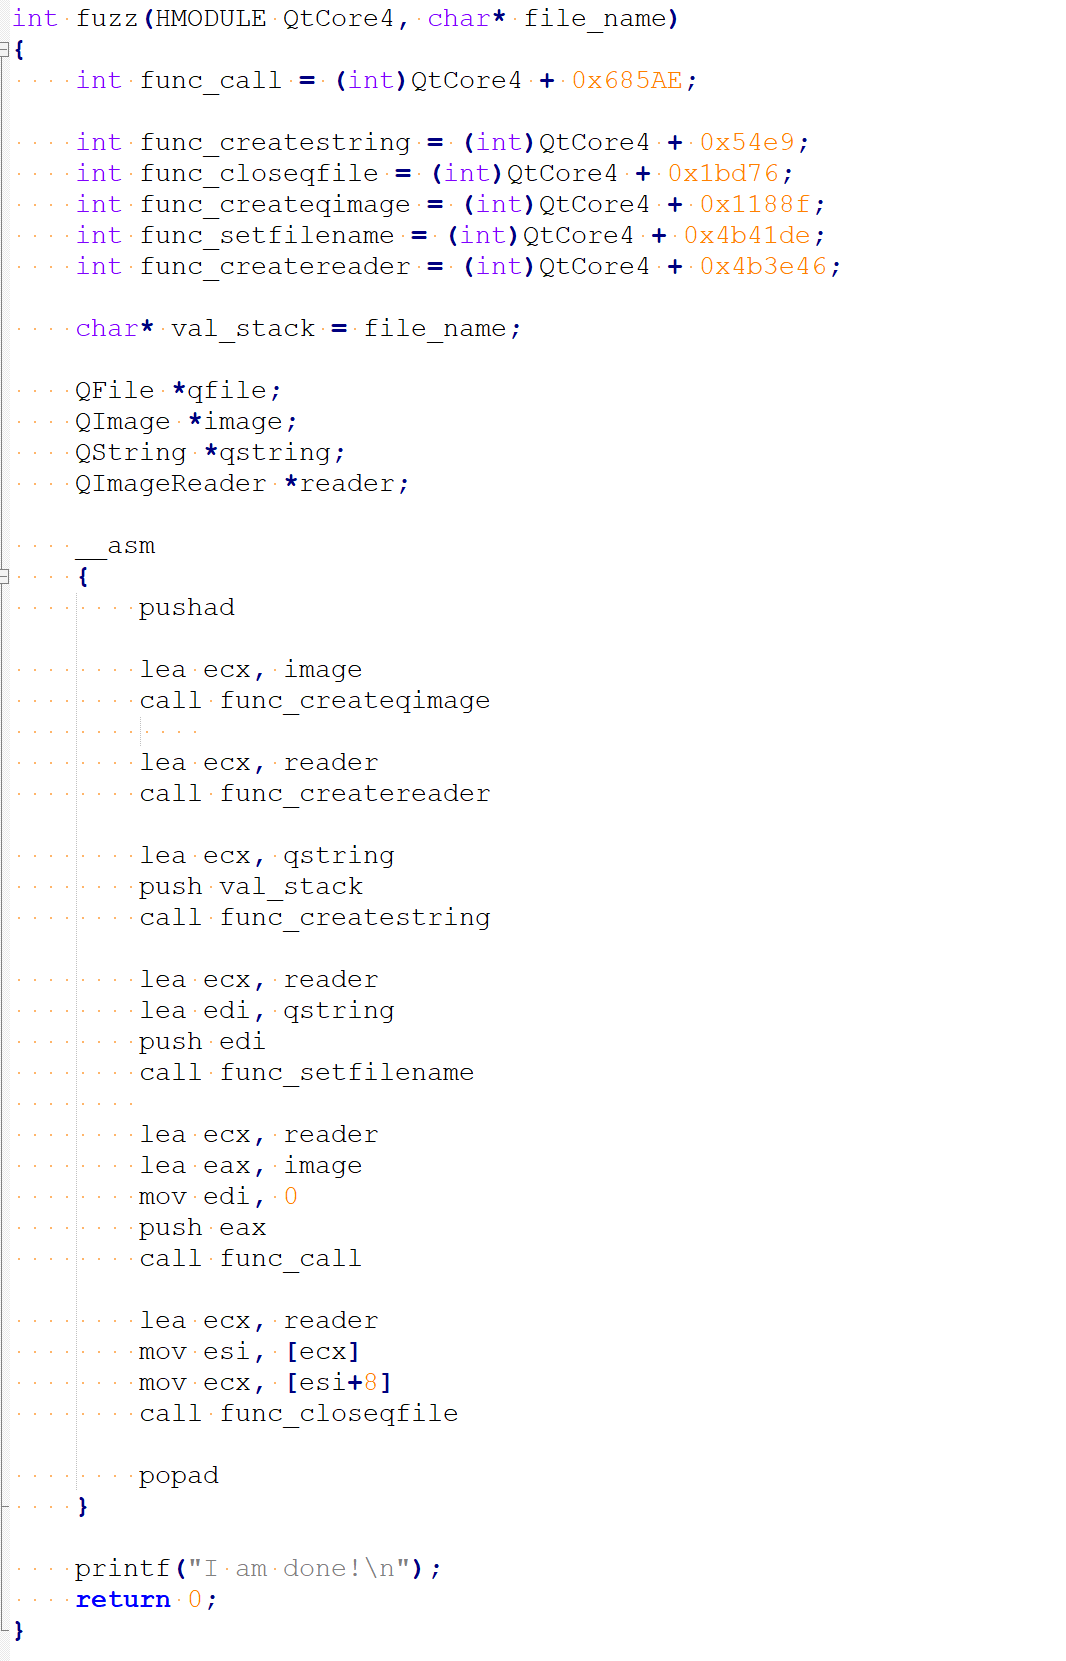 int fuzz(HMODULE QtCore4, char* file_name)
{
    int func_call = (int)QtCore4 + 0x685AE;

    int func_createstring = (int)QtCore4 + 0x54e9;
    int func_closeqfile = (int)QtCore4 + 0x1bd76;
    int func_createqimage = (int)QtCore4 + 0x1188f;
    int func_setfilename = (int)QtCore4 + 0x4b41de;
    int func_createreader = (int)QtCore4 + 0x4b3e46;

    char* val_stack = file_name;

    QFile *qfile;
    QImage *image;
    QString *qstring;
    QImageReader *reader;

    __asm
    {
        pushad

        lea ecx, image
        call func_createqimage

        lea ecx, reader
        call func_createreader

        lea ecx, qstring
        push val_stack
        call func_createstring

        lea ecx, reader
        lea edi, qstring
        push edi
        call func_setfilename

        lea ecx, reader
        lea eax, image
        mov edi, 0
        push eax
        call func_call

        lea ecx, reader
        mov esi, [ecx]
        mov ecx, [esi+8]
        call func_closeqfile

        popad
    }

    printf("I am done!\n");
    return 0;
}